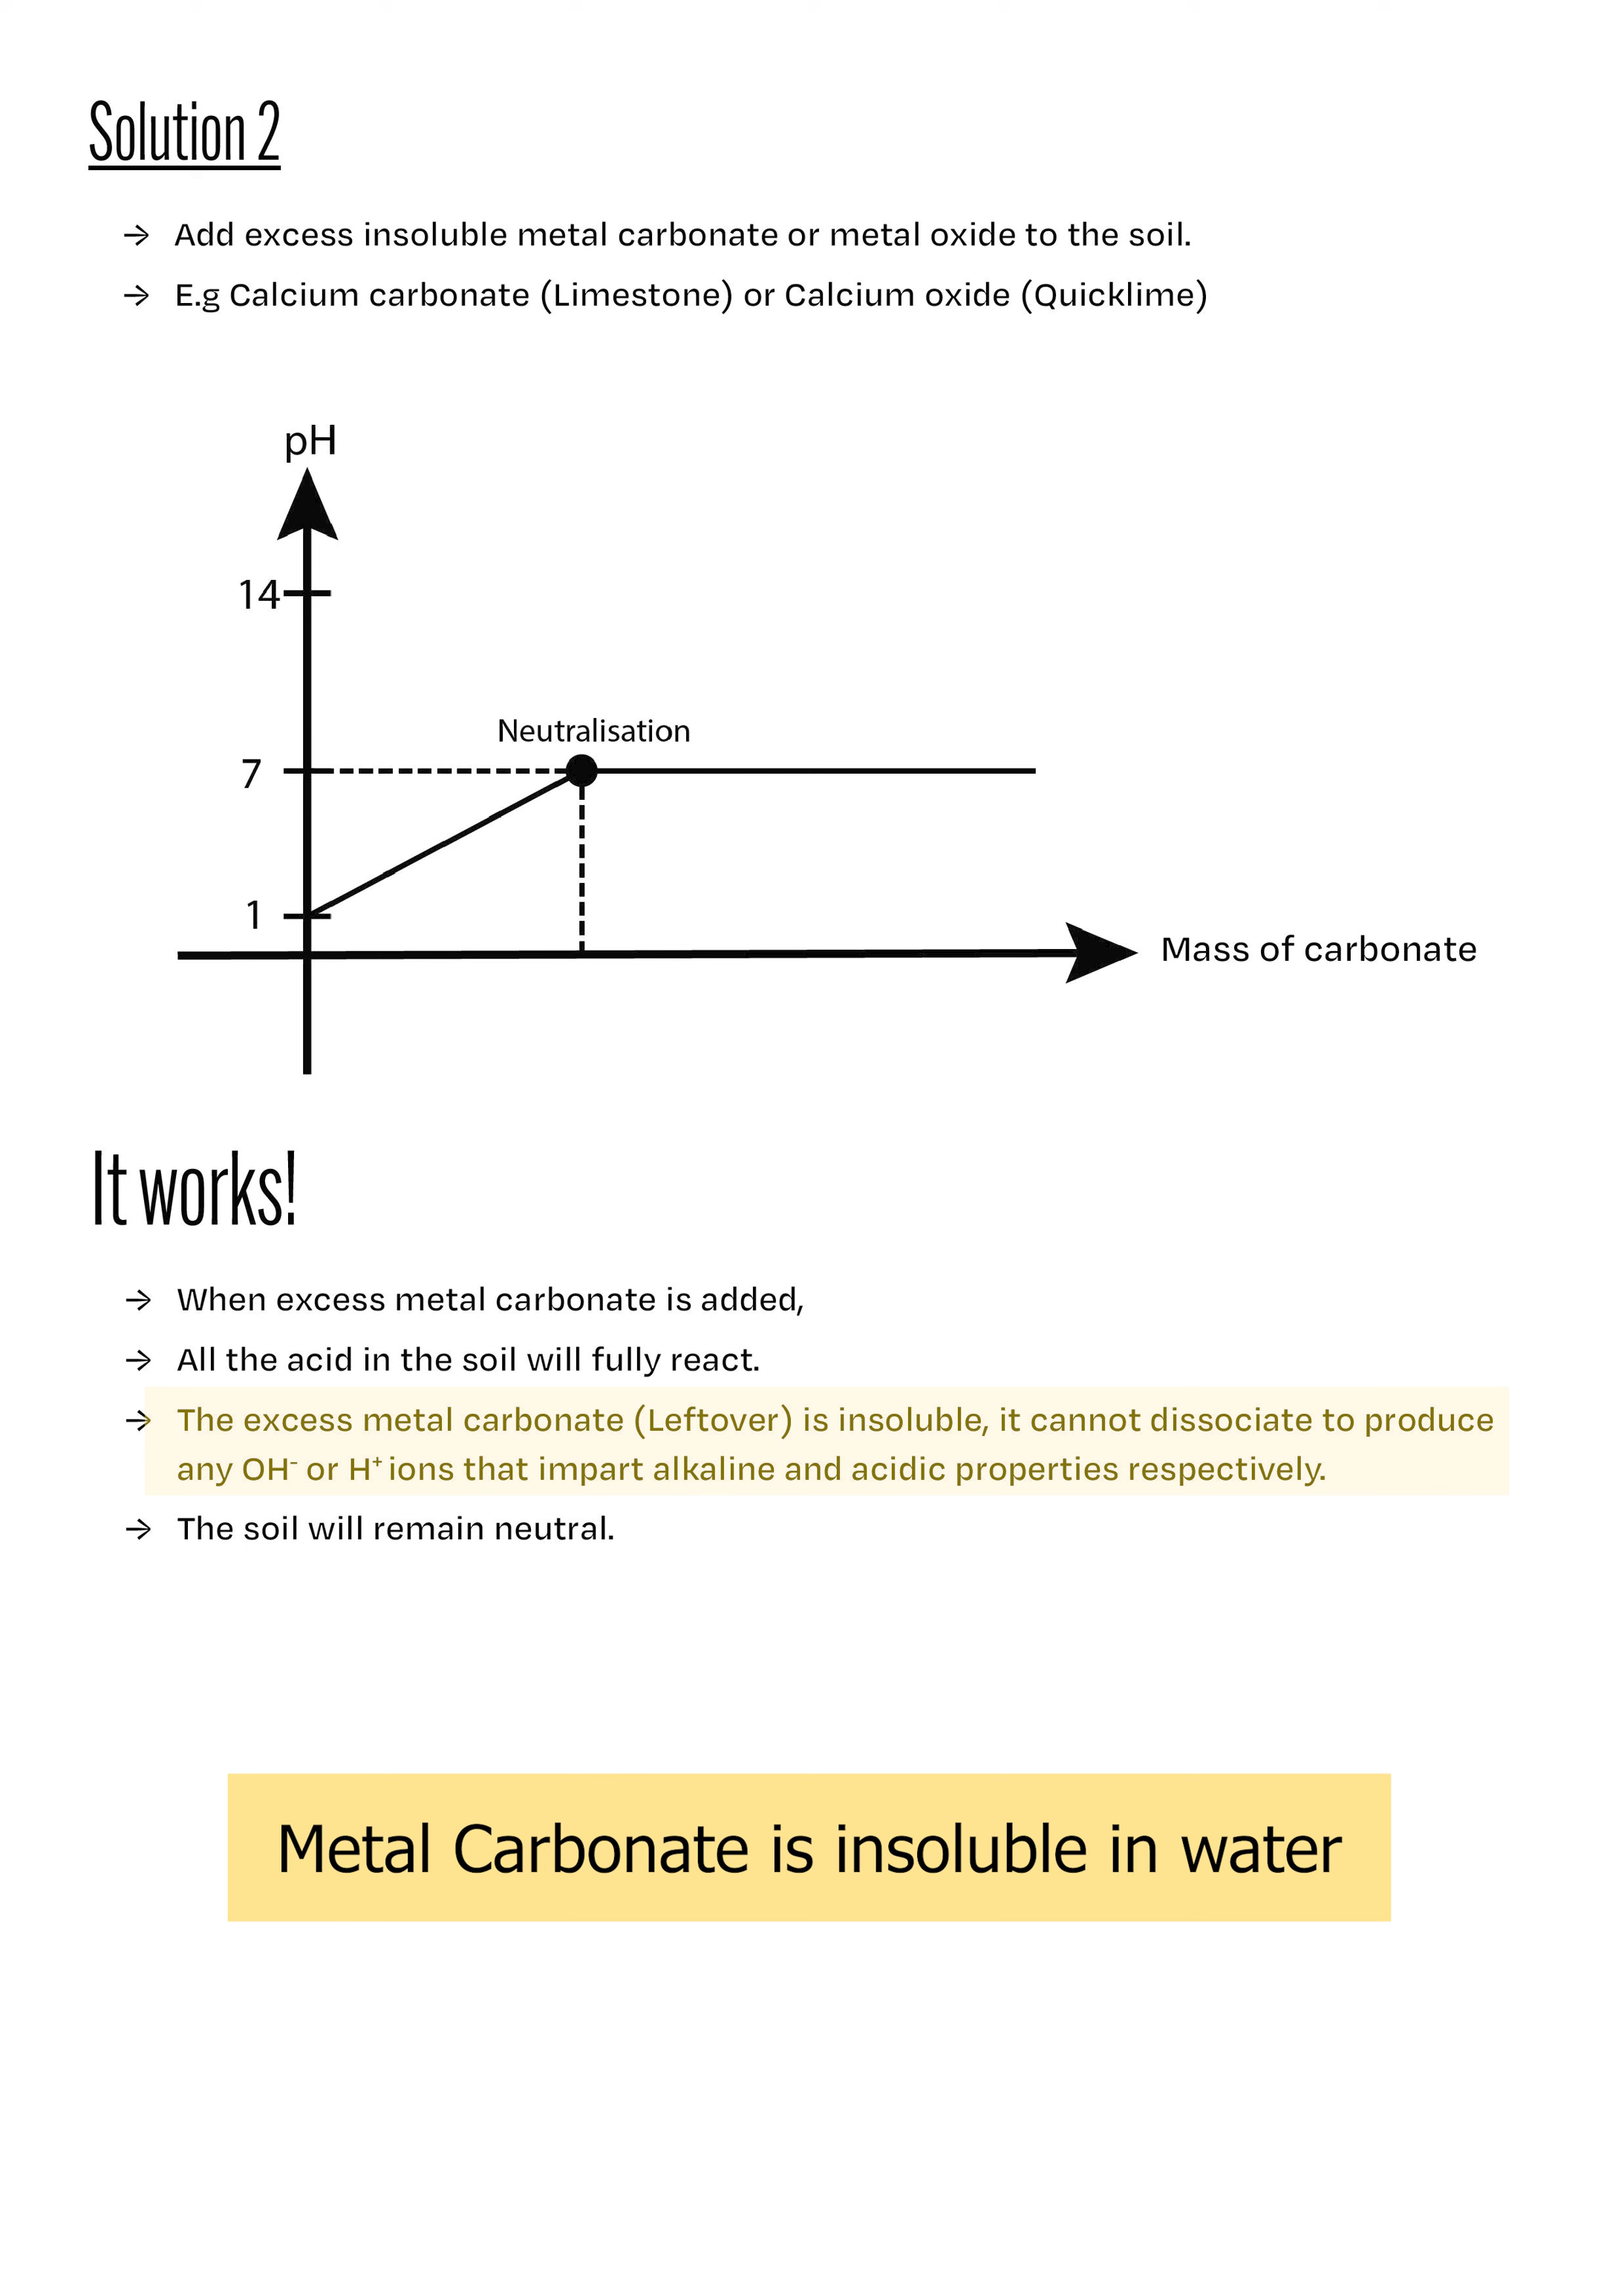 Solution 2
→ Add excess insoluble metal carbonate or metal oxide to the soil.
→ E.g Calcium carbonate (Limestone) or Calcium oxide (Quicklime)
pH
14
Neutralisation
7
1
Mass of carbonate
It works!
→ When excess metal carbonate is added,
→ All the acid in the soil will fully react.
→ The excess metal carbonate (Leftover) is insoluble, it cannot dissociate to produce
any OH⁻ or H⁺ ions that impart alkaline and acidic properties respectively.
→ The soil will remain neutral.
Metal Carbonate is insoluble in water